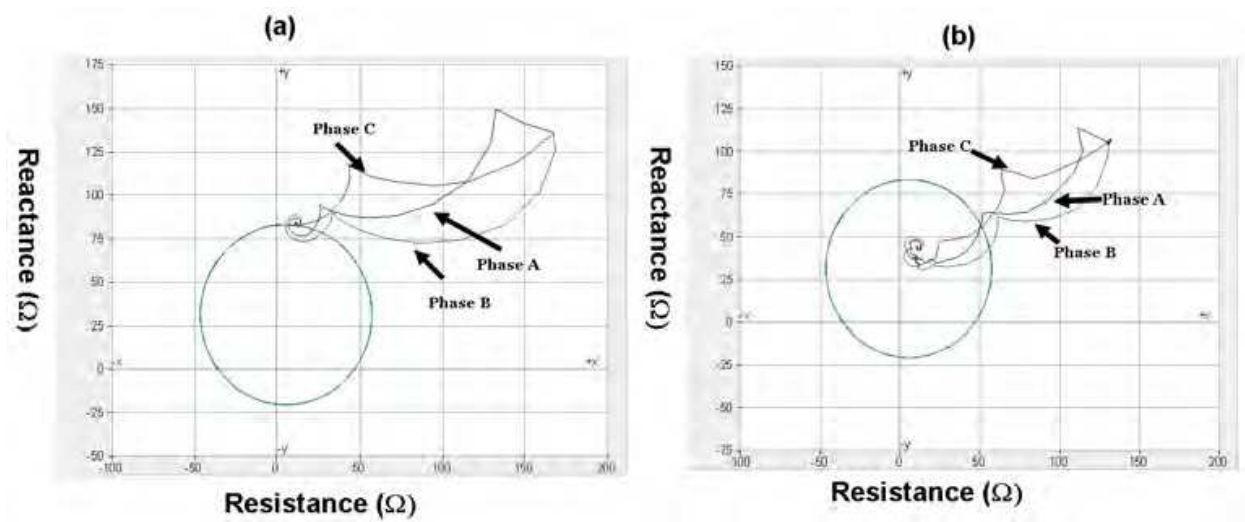 (a)
175
+y
150
Phase C
125
100
75
Phase A
50
Phase B
25
0
-x
+x
-25
-y
-50
-100
-50
0
50
100
150
200
Reactance (Ω)
Resistance (Ω)
(b)
150
+y
125
100
Phase C
75
Phase A
50
Phase B
25
0
-25
-50
-y
-75
-100
-50
0
50
100
150
200
Reactance (Ω)
Resistance (Ω)